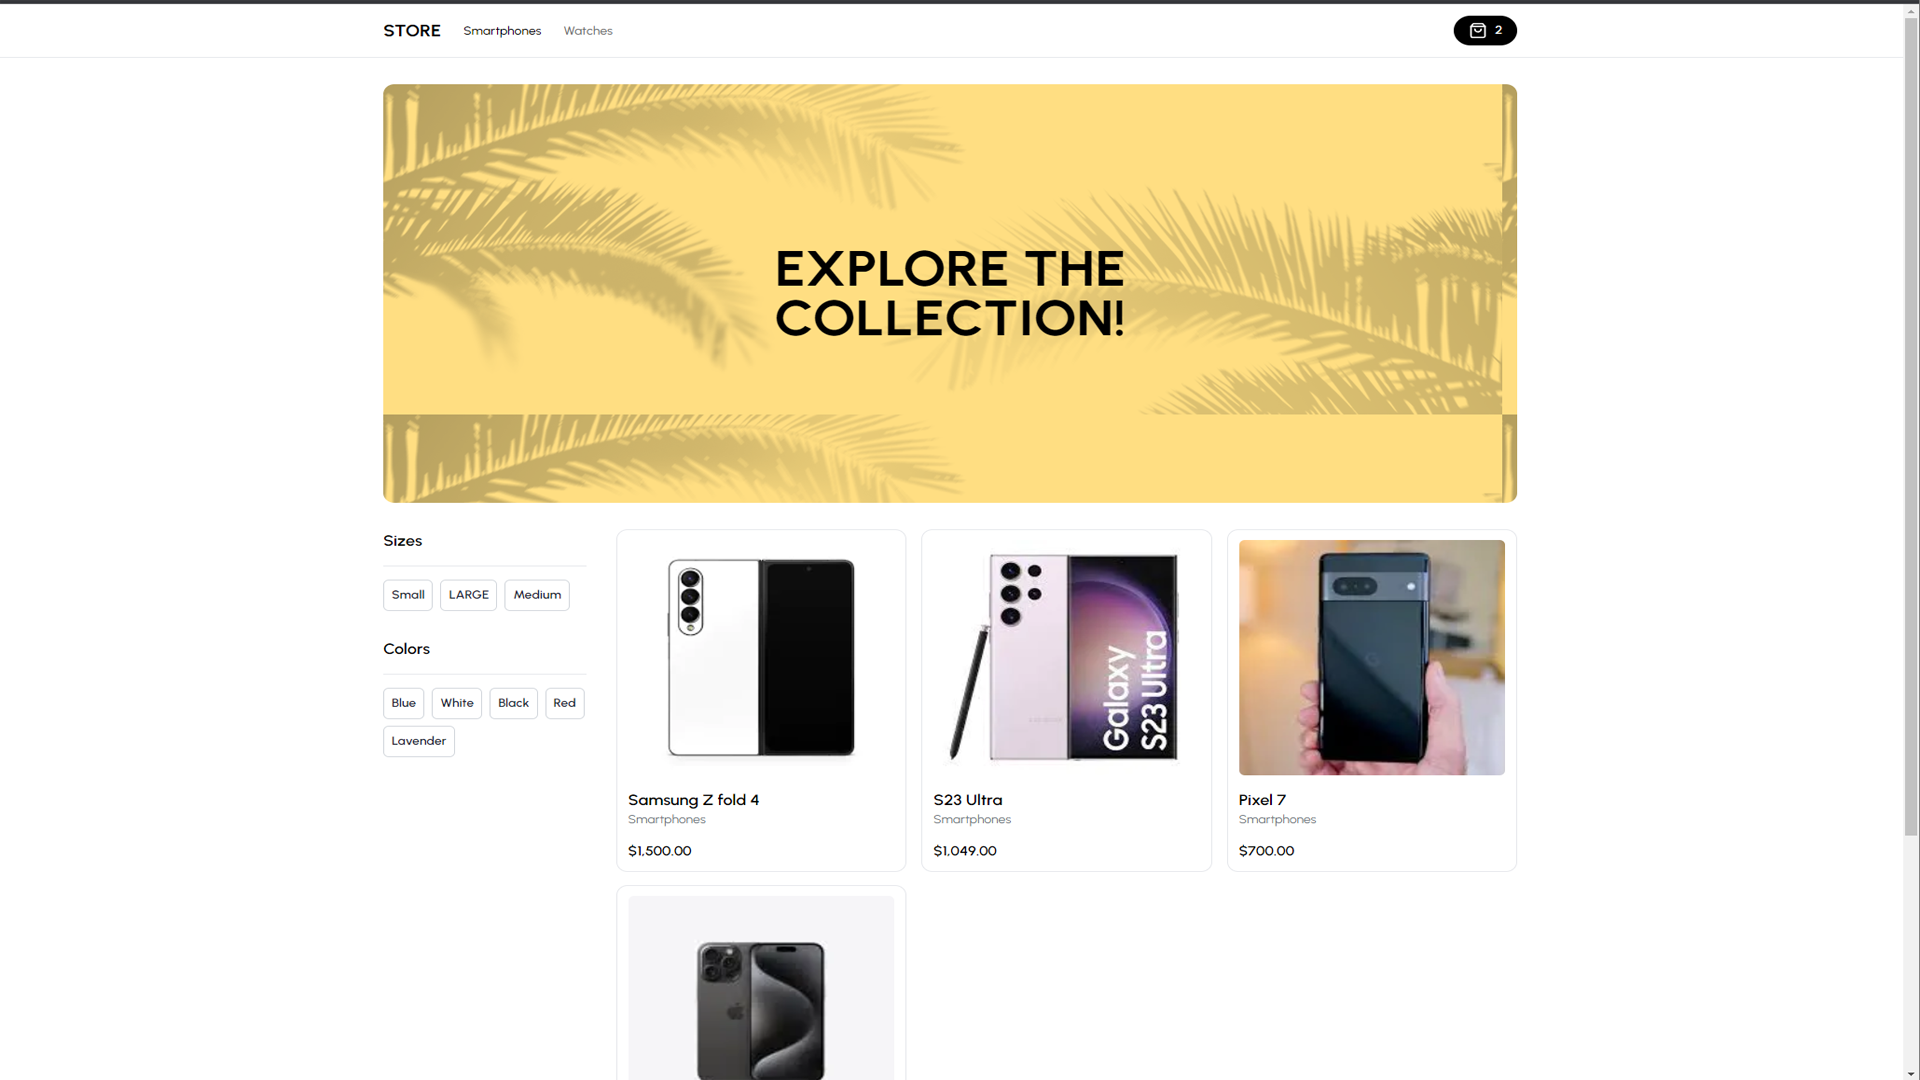 STORE
Smartphones
Watches
2
EXPLORE THE
COLLECTION!
Sizes
Small
LARGE
Medium
Colors
Blue
White
Black
Red
Lavender
Galaxy
S23 Ultra
Samsung Z fold 4
Smartphones
$1,500.00
S23 Ultra
Smartphones
$1,049.00
Pixel 7
Smartphones
$700.00